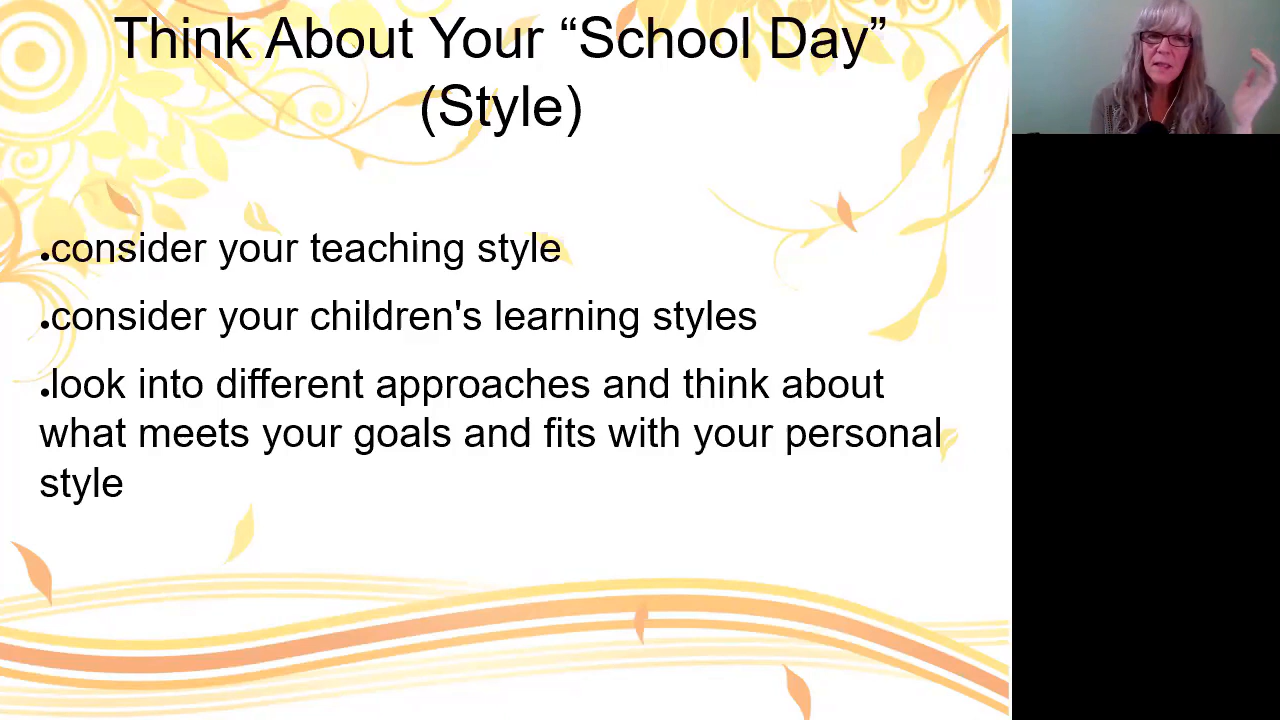 Think About Your “School Day”
(Style)
●consider your teaching style
●consider your children's learning styles
●look into different approaches and think about
what meets your goals and fits with your personal
style